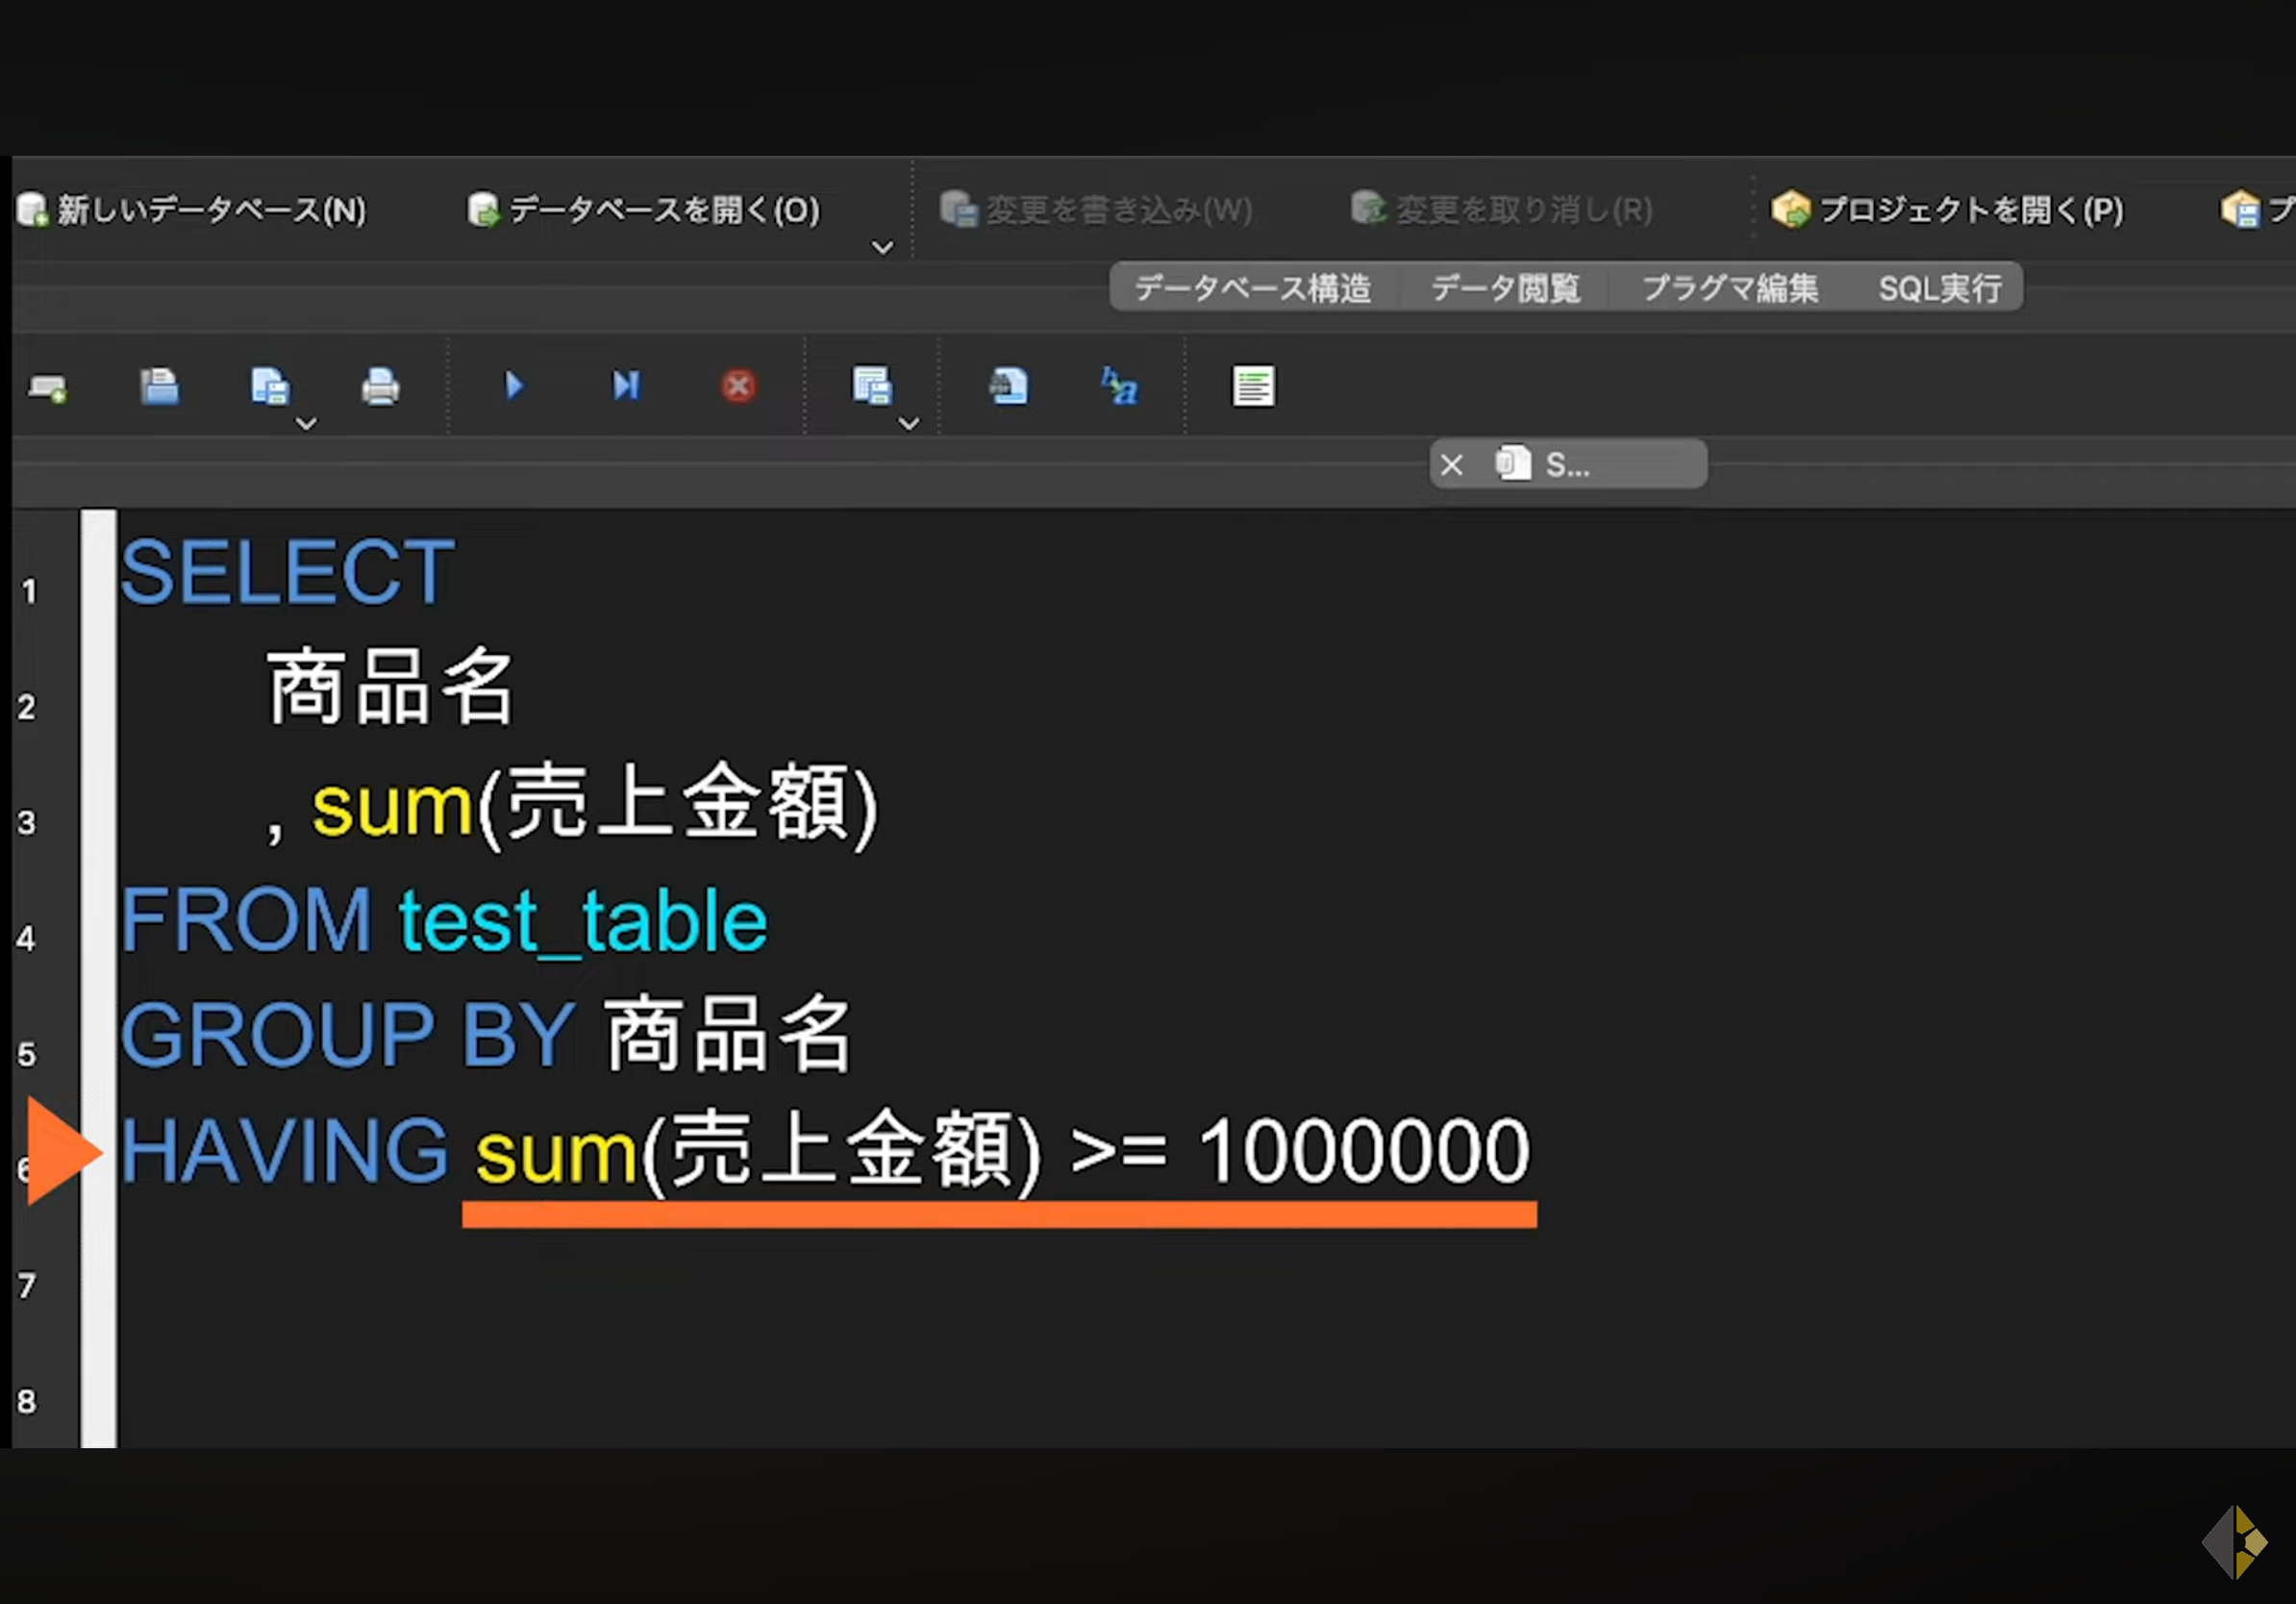 新しいデータベース(N) データベースを開く(O) 変更を書き込み(W) 変更を取り消し(R) プロジェクトを開く(P) プ
データベース構造 データ閲覧 プラグマ編集 SQL実行
S...
1 SELECT
2 商品名
3 , sum(売上金額)
4 FROM test_table
5 GROUP BY 商品名
6 HAVING sum(売上金額) >= 1000000
7
8